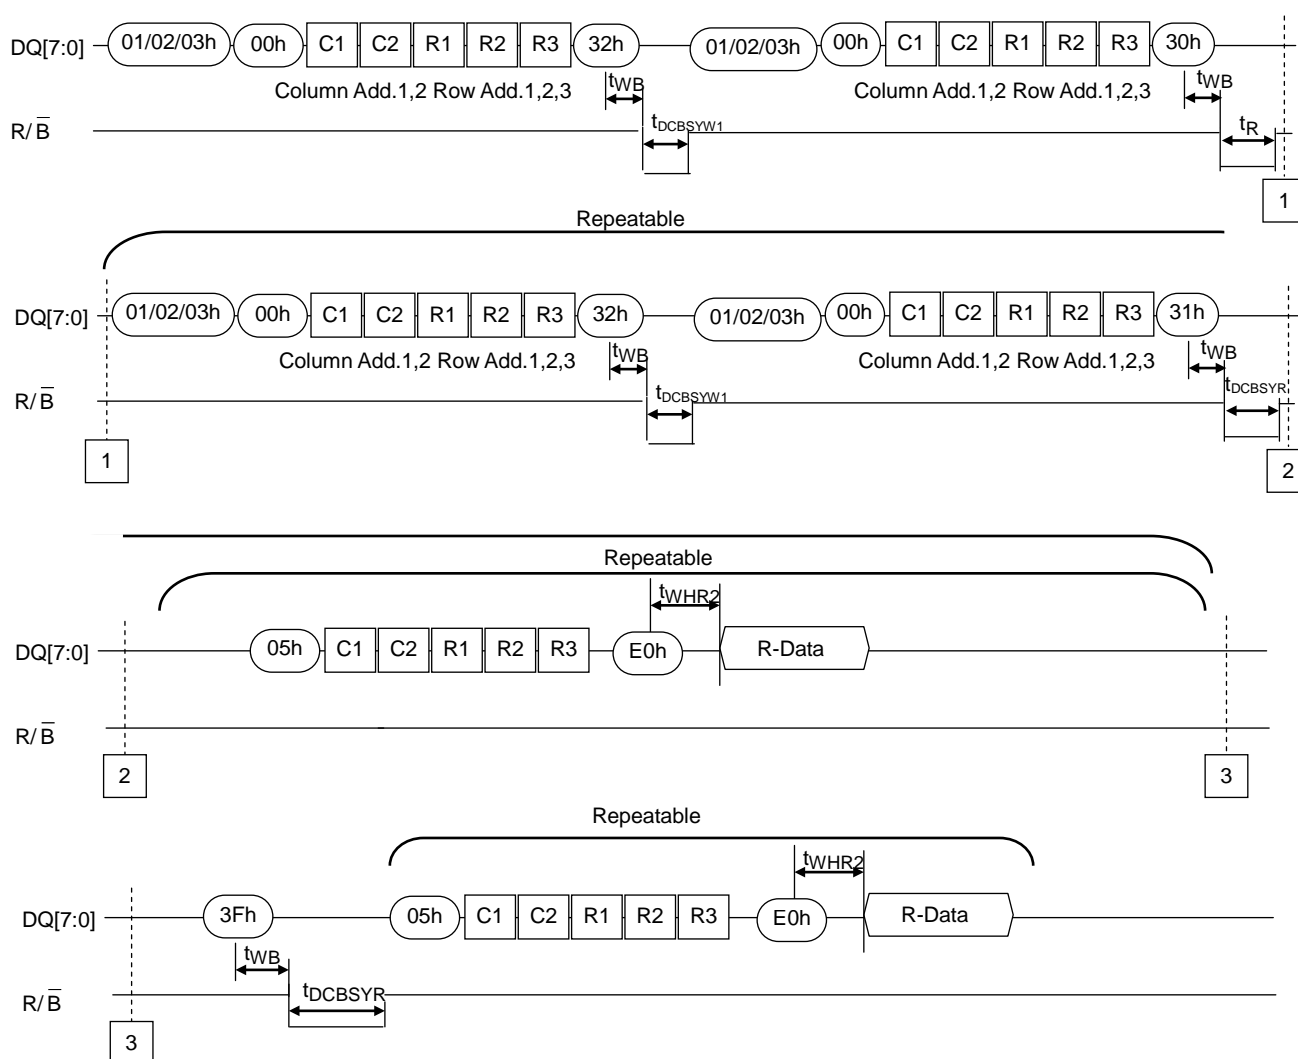 DQ[7:0] 01/02/03h 00h C1 C2 R1 R2 R3 32h 01/02/03h 00h C1 C2 R1 R2 R3 30h
Column Add.1,2 Row Add.1,2,3 tWB Column Add.1,2 Row Add.1,2,3 tWB
R/B̅ tDCBSYW1 tR
1
Repeatable
DQ[7:0] 01/02/03h 00h C1 C2 R1 R2 R3 32h 01/02/03h 00h C1 C2 R1 R2 R3 31h
Column Add.1,2 Row Add.1,2,3 tWB Column Add.1,2 Row Add.1,2,3 tWB
R/B̅ tDCBSYW1 tDCBSYR
1 2
Repeatable
tWHR2
DQ[7:0] 05h C1 C2 R1 R2 R3 E0h R-Data
R/B̅
2 3
Repeatable
tWHR2
DQ[7:0] 3Fh 05h C1 C2 R1 R2 R3 E0h R-Data
tWB
R/B̅ tDCBSYR
3